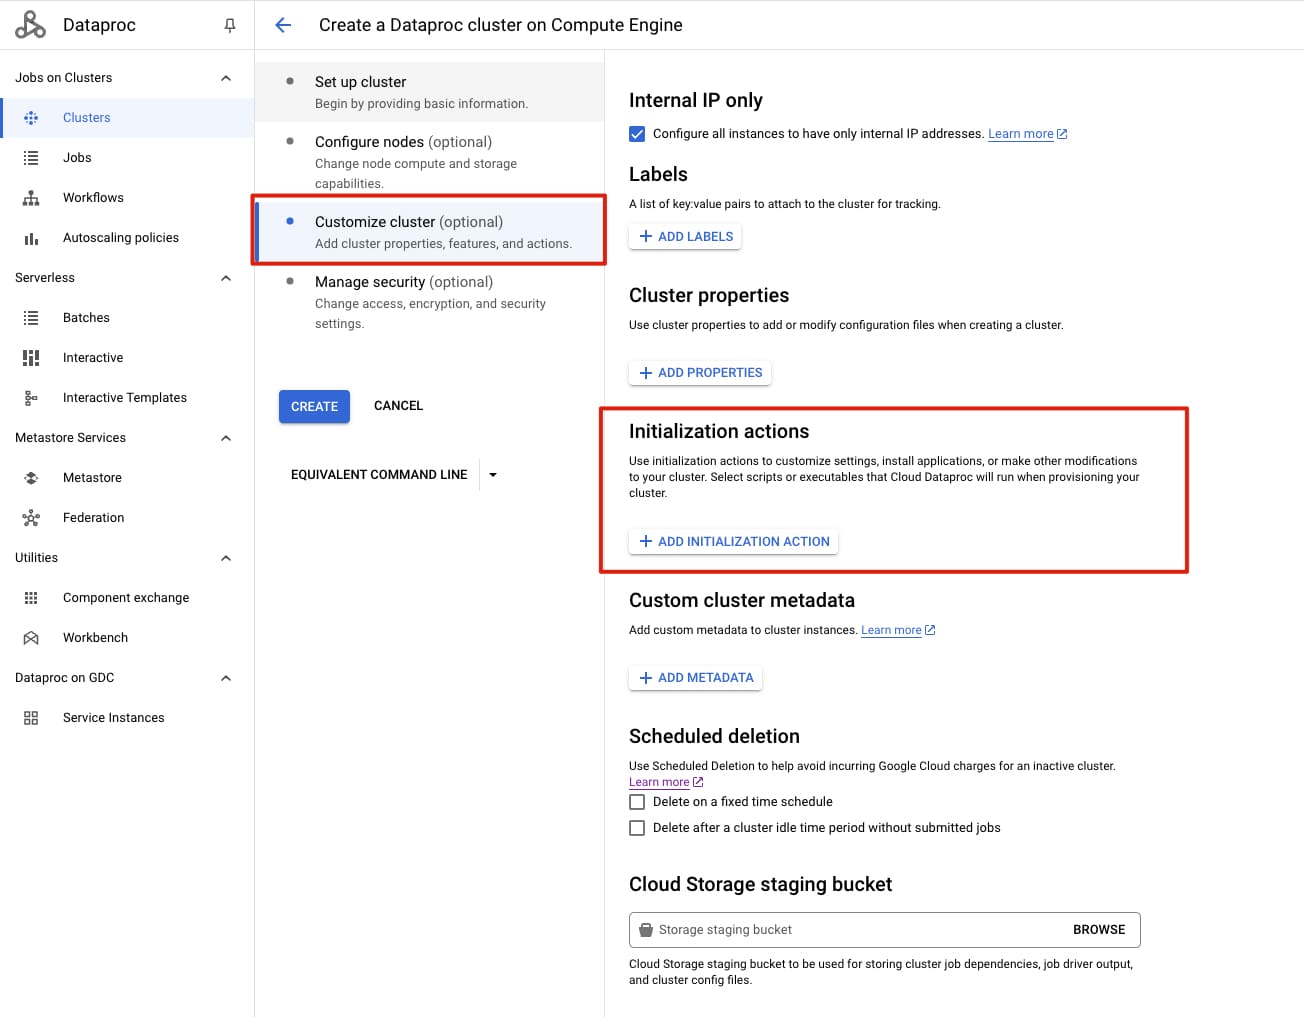 Dataproc
Create a Dataproc cluster on Compute Engine
Jobs on Clusters
Clusters
Jobs
Workflows
Autoscaling policies
Serverless
Batches
Interactive
Interactive Templates
Metastore Services
Metastore
Federation
Utilities
Component exchange
Workbench
Dataproc on GDC
Service Instances
Set up cluster
Begin by providing basic information.
Configure nodes (optional)
Change node compute and storage
capabilities.
Customize cluster (optional)
Add cluster properties, features, and actions.
Manage security (optional)
Change access, encryption, and security
settings.
CREATE
CANCEL
EQUIVALENT COMMAND LINE
Internal IP only
Configure all instances to have only internal IP addresses. Learn more
Labels
A list of key:value pairs to attach to the cluster for tracking.
ADD LABELS
Cluster properties
Use cluster properties to add or modify configuration files when creating a cluster.
ADD PROPERTIES
Initialization actions
Use initialization actions to customize settings, install applications, or make other modifications
to your cluster. Select scripts or executables that Cloud Dataproc will run when provisioning your
cluster.
ADD INITIALIZATION ACTION
Custom cluster metadata
Add custom metadata to cluster instances. Learn more
ADD METADATA
Scheduled deletion
Use Scheduled Deletion to help avoid incurring Google Cloud charges for an inactive cluster.
Learn more
Delete on a fixed time schedule
Delete after a cluster idle time period without submitted jobs
Cloud Storage staging bucket
Storage staging bucket
BROWSE
Cloud Storage staging bucket to be used for storing cluster job dependencies, job driver output,
and cluster config files.